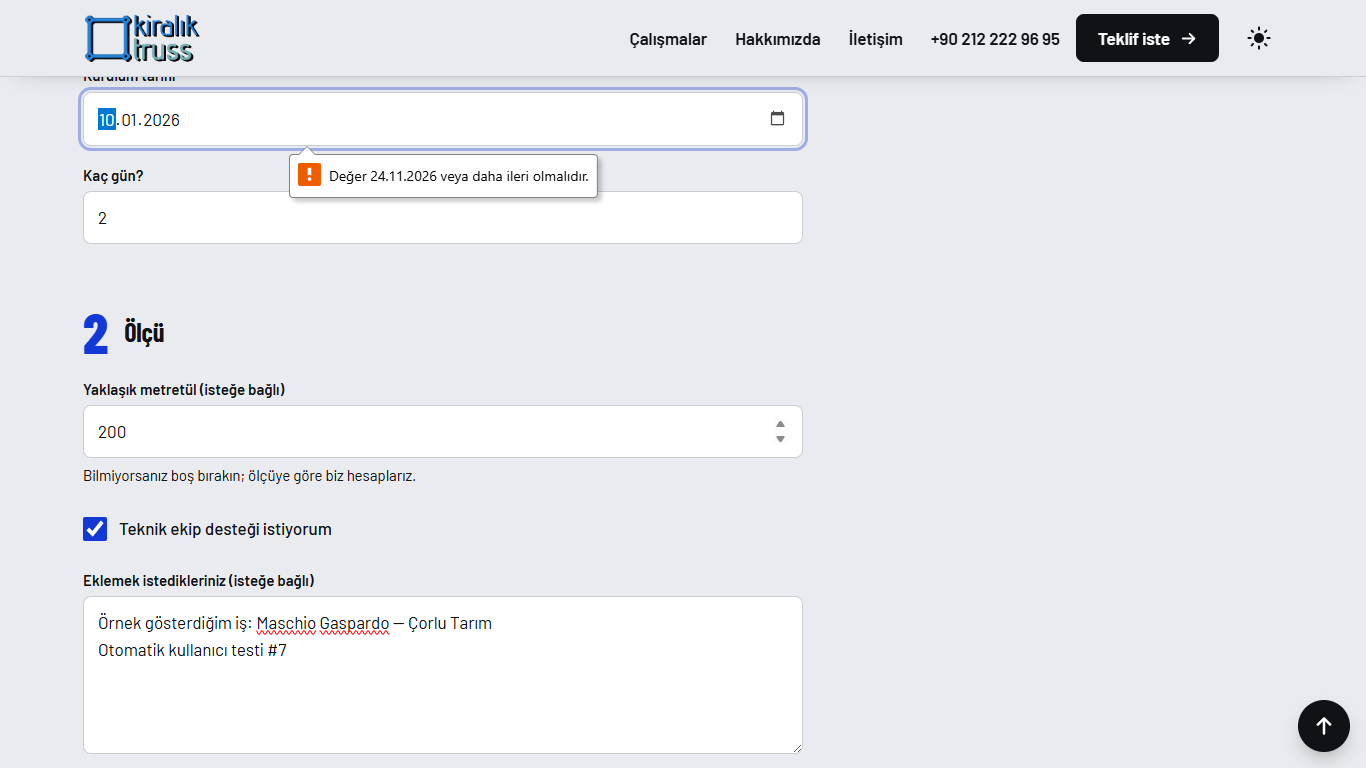 kiralık
truss
Çalışmalar
Hakkımızda
İletişim
+90 212 222 96 95
Teklif iste
Kurulum tarihi
10.01.2026
Değer 24.11.2026 veya daha ileri olmalıdır.
Kaç gün?
2
2 Ölçü
Yaklaşık metretül (isteğe bağlı)
200
Bilmiyorsanız boş bırakın; ölçüye göre biz hesaplarız.
Teknik ekip desteği istiyorum
Eklemek istedikleriniz (isteğe bağlı)
Örnek gösterdiğim iş: Maschio Gaspardo — Çorlu Tarım
Otomatik kullanıcı testi #7